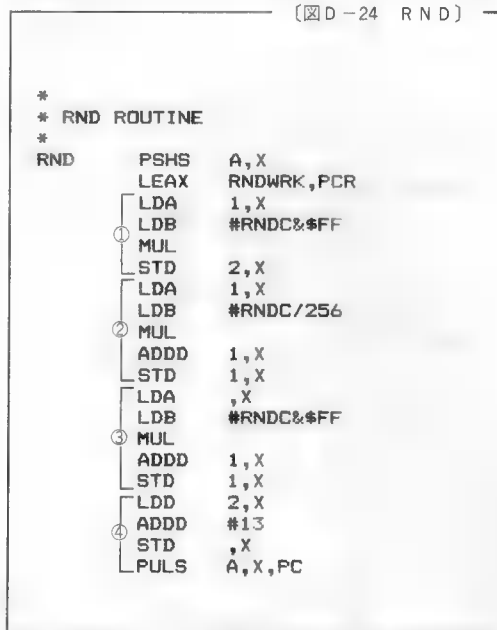 〔図D-24 RND〕
*
* RND ROUTINE
*
RND PSHS A,X
LEAX RNDWRK,PCR
LDA 1,X
LDB #RNDC&$FF
① MUL
STD 2,X
LDA 1,X
LDB #RNDC/256
② MUL
ADDD 1,X
STD 1,X
LDA ,X
LDB #RNDC&$FF
③ MUL
ADDD 1,X
STD 1,X
LDD 2,X
④ ADDD #13
STD ,X
PULS A,X,PC